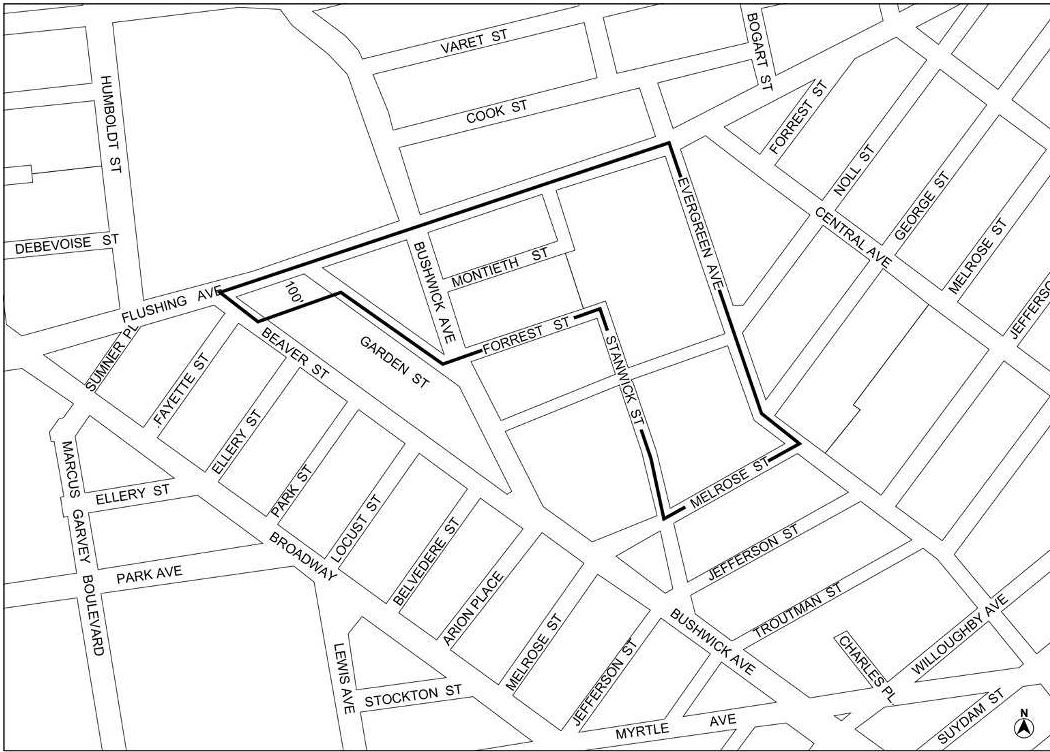 VARET ST
BOGART ST
HUMBOLDT ST
COOK ST
FORREST ST
NOLL ST
GEORGE ST
EVERGREEN AVE
CENTRAL AVE
MELROSE ST
DEBEVOISE ST
BUSHWICK AVE
MONTIETH ST
100'
FLUSHING AVE
JEFFERSO
SUMNER PL
FAYETTE ST
BEAVER ST
GARDEN ST
FORREST ST
STANWICK ST
ELLERY ST
MARCUS GARVEY BOULEVARD
ELLERY ST
PARK ST
LOCUST ST
MELROSE ST
BROADWAY
BELVEDERE ST
JEFFERSON ST
PARK AVE
ARION PLACE
TROUTMAN ST
BUSHWICK AVE
WILLOUGHBY AVE
MELROSE ST
JEFFERSON ST
CHARLES PL
LEWIS AVE
STOCKTON ST
MYRTLE AVE
SUYDAM ST
N